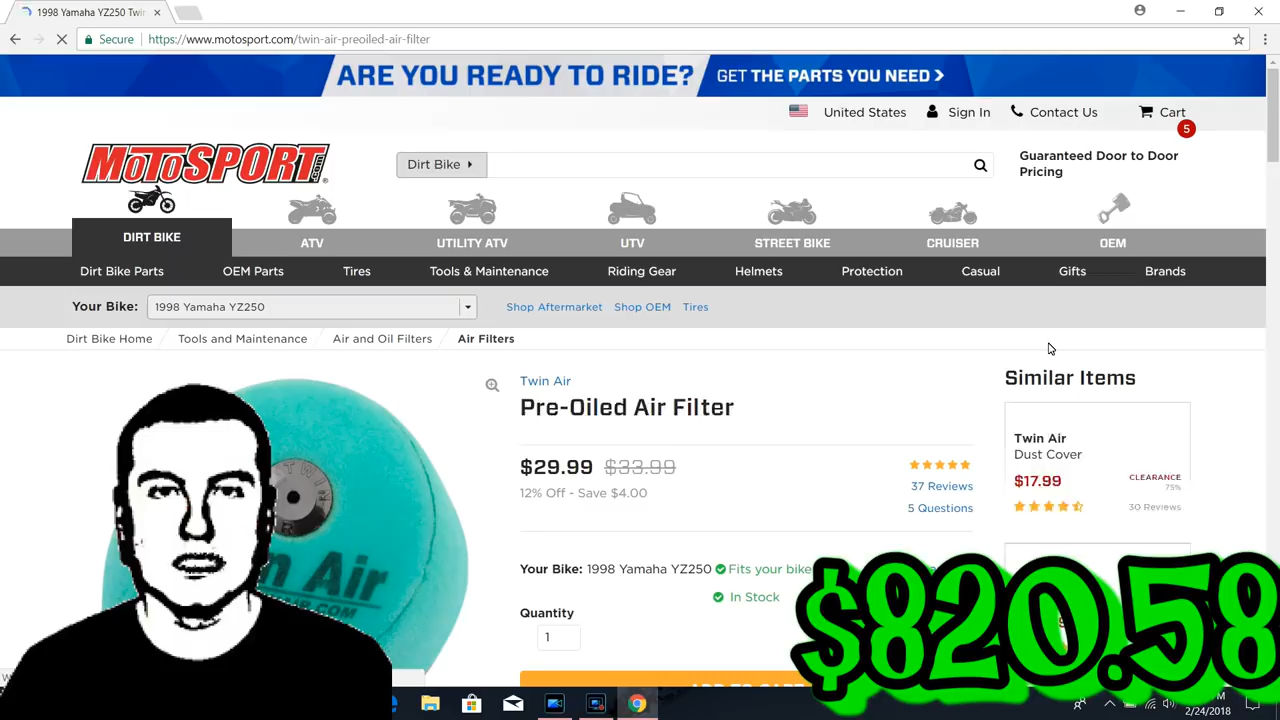 1998 Yamaha YZ250 Twi
Secure https://www.motosport.com/twin-air-preoiled-air-filter
ARE YOU READY TO RIDE? GET THE PARTS YOU NEED >
United States Sign In Contact Us Cart
5
MOTOSPORT.COM®
Dirt Bike
Guaranteed Door to Door
Pricing
DIRT BIKE ATV UTILITY ATV UTV STREET BIKE CRUISER OEM
Dirt Bike Parts OEM Parts Tires Tools & Maintenance Riding Gear Helmets Protection Casual Gifts Brands
Your Bike: 1998 Yamaha YZ250 Shop Aftermarket Shop OEM Tires
Dirt Bike Home Tools and Maintenance Air and Oil Filters Air Filters
Twin Air
Pre-Oiled Air Filter
$29.99 $33.99
12% Off - Save $4.00
37 Reviews
5 Questions
Your Bike: 1998 Yamaha YZ250 Fits your bike
In Stock
Quantity
1
ADD TO CART
Similar Items
Twin Air
Dust Cover
$17.99 CLEARANCE
75%
30 Reviews
TWIN
Air
.COM
$820.58
2/24/2018